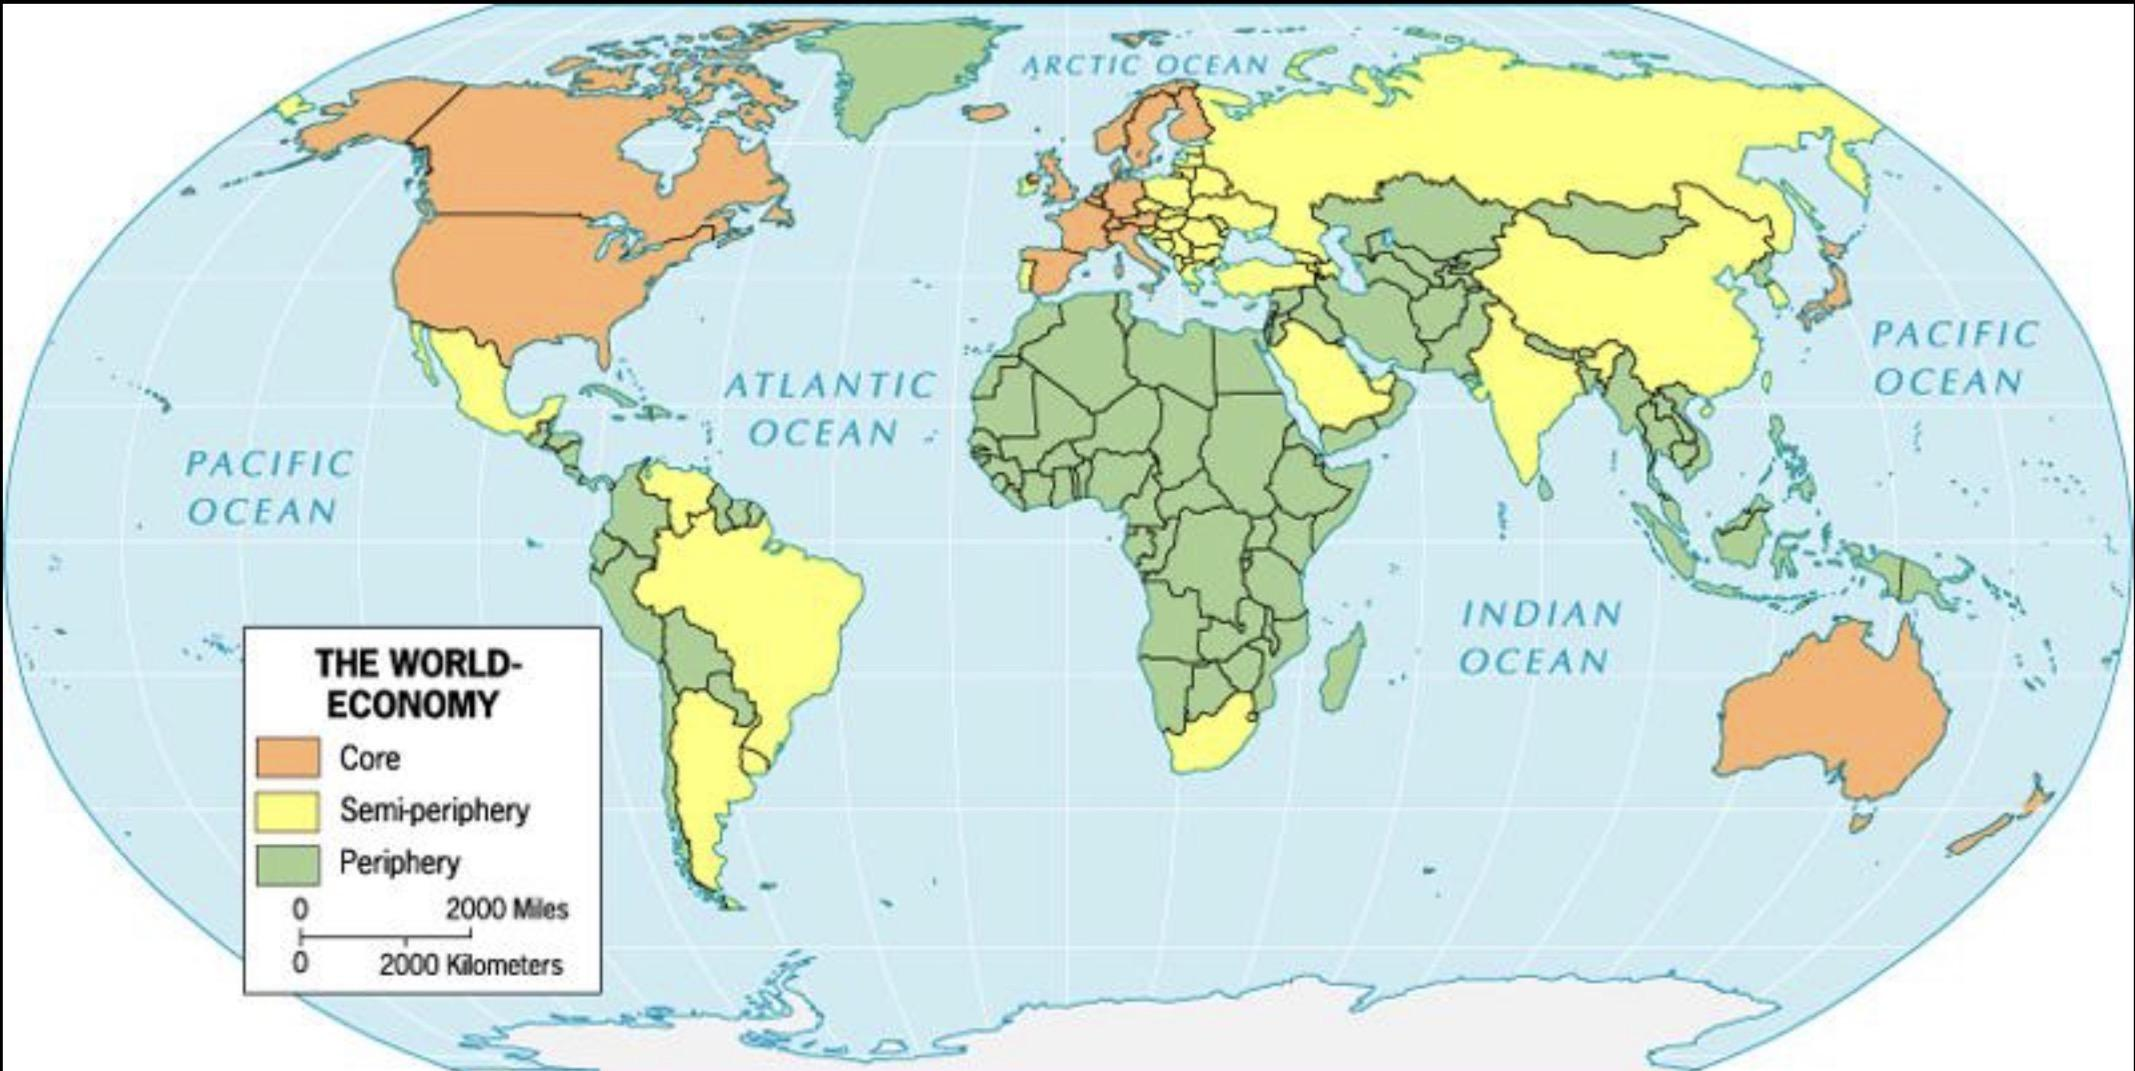 ARCTIC OCEAN
PACIFIC
OCEAN
ATLANTIC
OCEAN
PACIFIC
OCEAN
INDIAN
OCEAN
THE WORLD-
ECONOMY
Core
Semi-periphery
Periphery
0 2000 Miles
0 2000 Kilometers